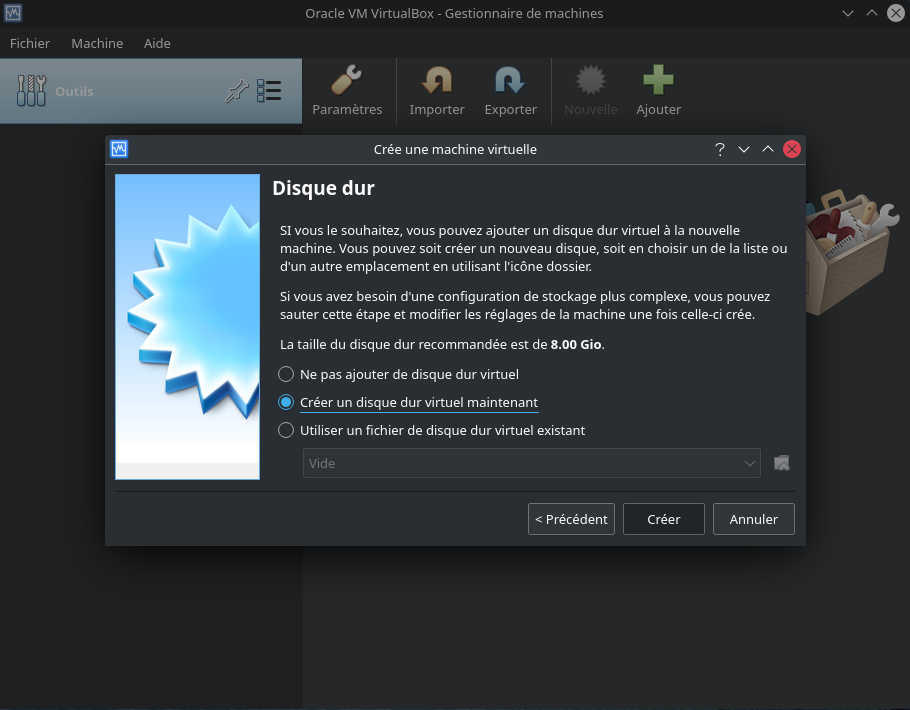 Oracle VM VirtualBox - Gestionnaire de machines
Fichier Machine Aide
Outils
Paramètres Importer Exporter Nouvelle Ajouter
Crée une machine virtuelle
Disque dur
SI vous le souhaitez, vous pouvez ajouter un disque dur virtuel à la nouvelle
machine. Vous pouvez soit créer un nouveau disque, soit en choisir un de la liste ou
d'un autre emplacement en utilisant l'icône dossier.
Si vous avez besoin d'une configuration de stockage plus complexe, vous pouvez
sauter cette étape et modifier les réglages de la machine une fois celle-ci crée.
La taille du disque dur recommandée est de 8.00 Gio.
Ne pas ajouter de disque dur virtuel
Créer un disque dur virtuel maintenant
Utiliser un fichier de disque dur virtuel existant
Vide
< Précédent Créer Annuler